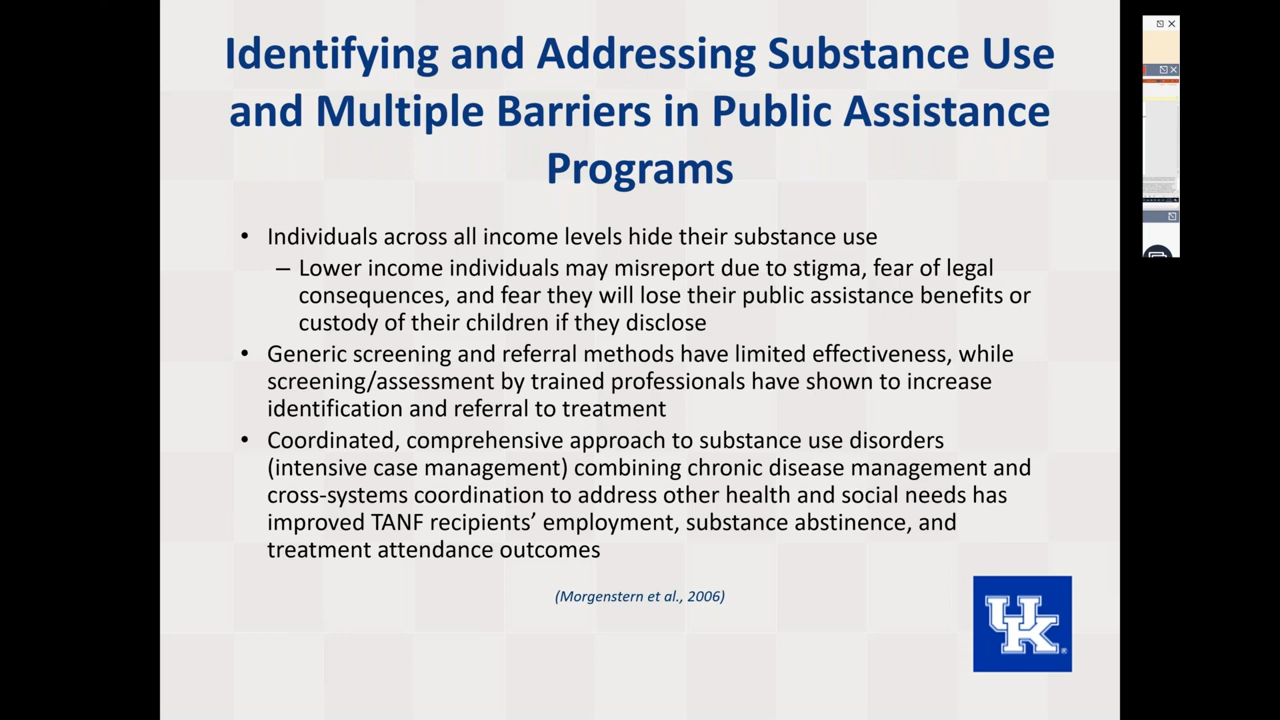 Identifying and Addressing Substance Use
and Multiple Barriers in Public Assistance
Programs
• Individuals across all income levels hide their substance use
– Lower income individuals may misreport due to stigma, fear of legal
consequences, and fear they will lose their public assistance benefits or
custody of their children if they disclose
• Generic screening and referral methods have limited effectiveness, while
screening/assessment by trained professionals have shown to increase
identification and referral to treatment
• Coordinated, comprehensive approach to substance use disorders
(intensive case management) combining chronic disease management and
cross-systems coordination to address other health and social needs has
improved TANF recipients’ employment, substance abstinence, and
treatment attendance outcomes
(Morgenstern et al., 2006)
UK
®